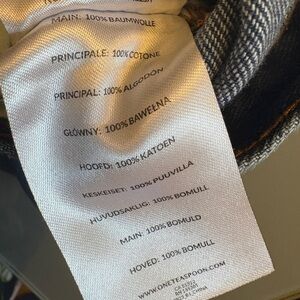 MAIN: 100% BAUMWOLLE
PRINCIPALE: 100% COTONE
PRINCIPAL: 100% ALGODÓN
GŁÓWNY: 100% BAWEŁNA
HOOFD: 100% KATOEN
KESKEISET: 100% PUUVILLA
HUVUDSAKLIG: 100% BOMULL
MAIN: 100% BOMULD
HOVED: 100% BOMULL
WWW.ONETEASPOON.COM
CHINA